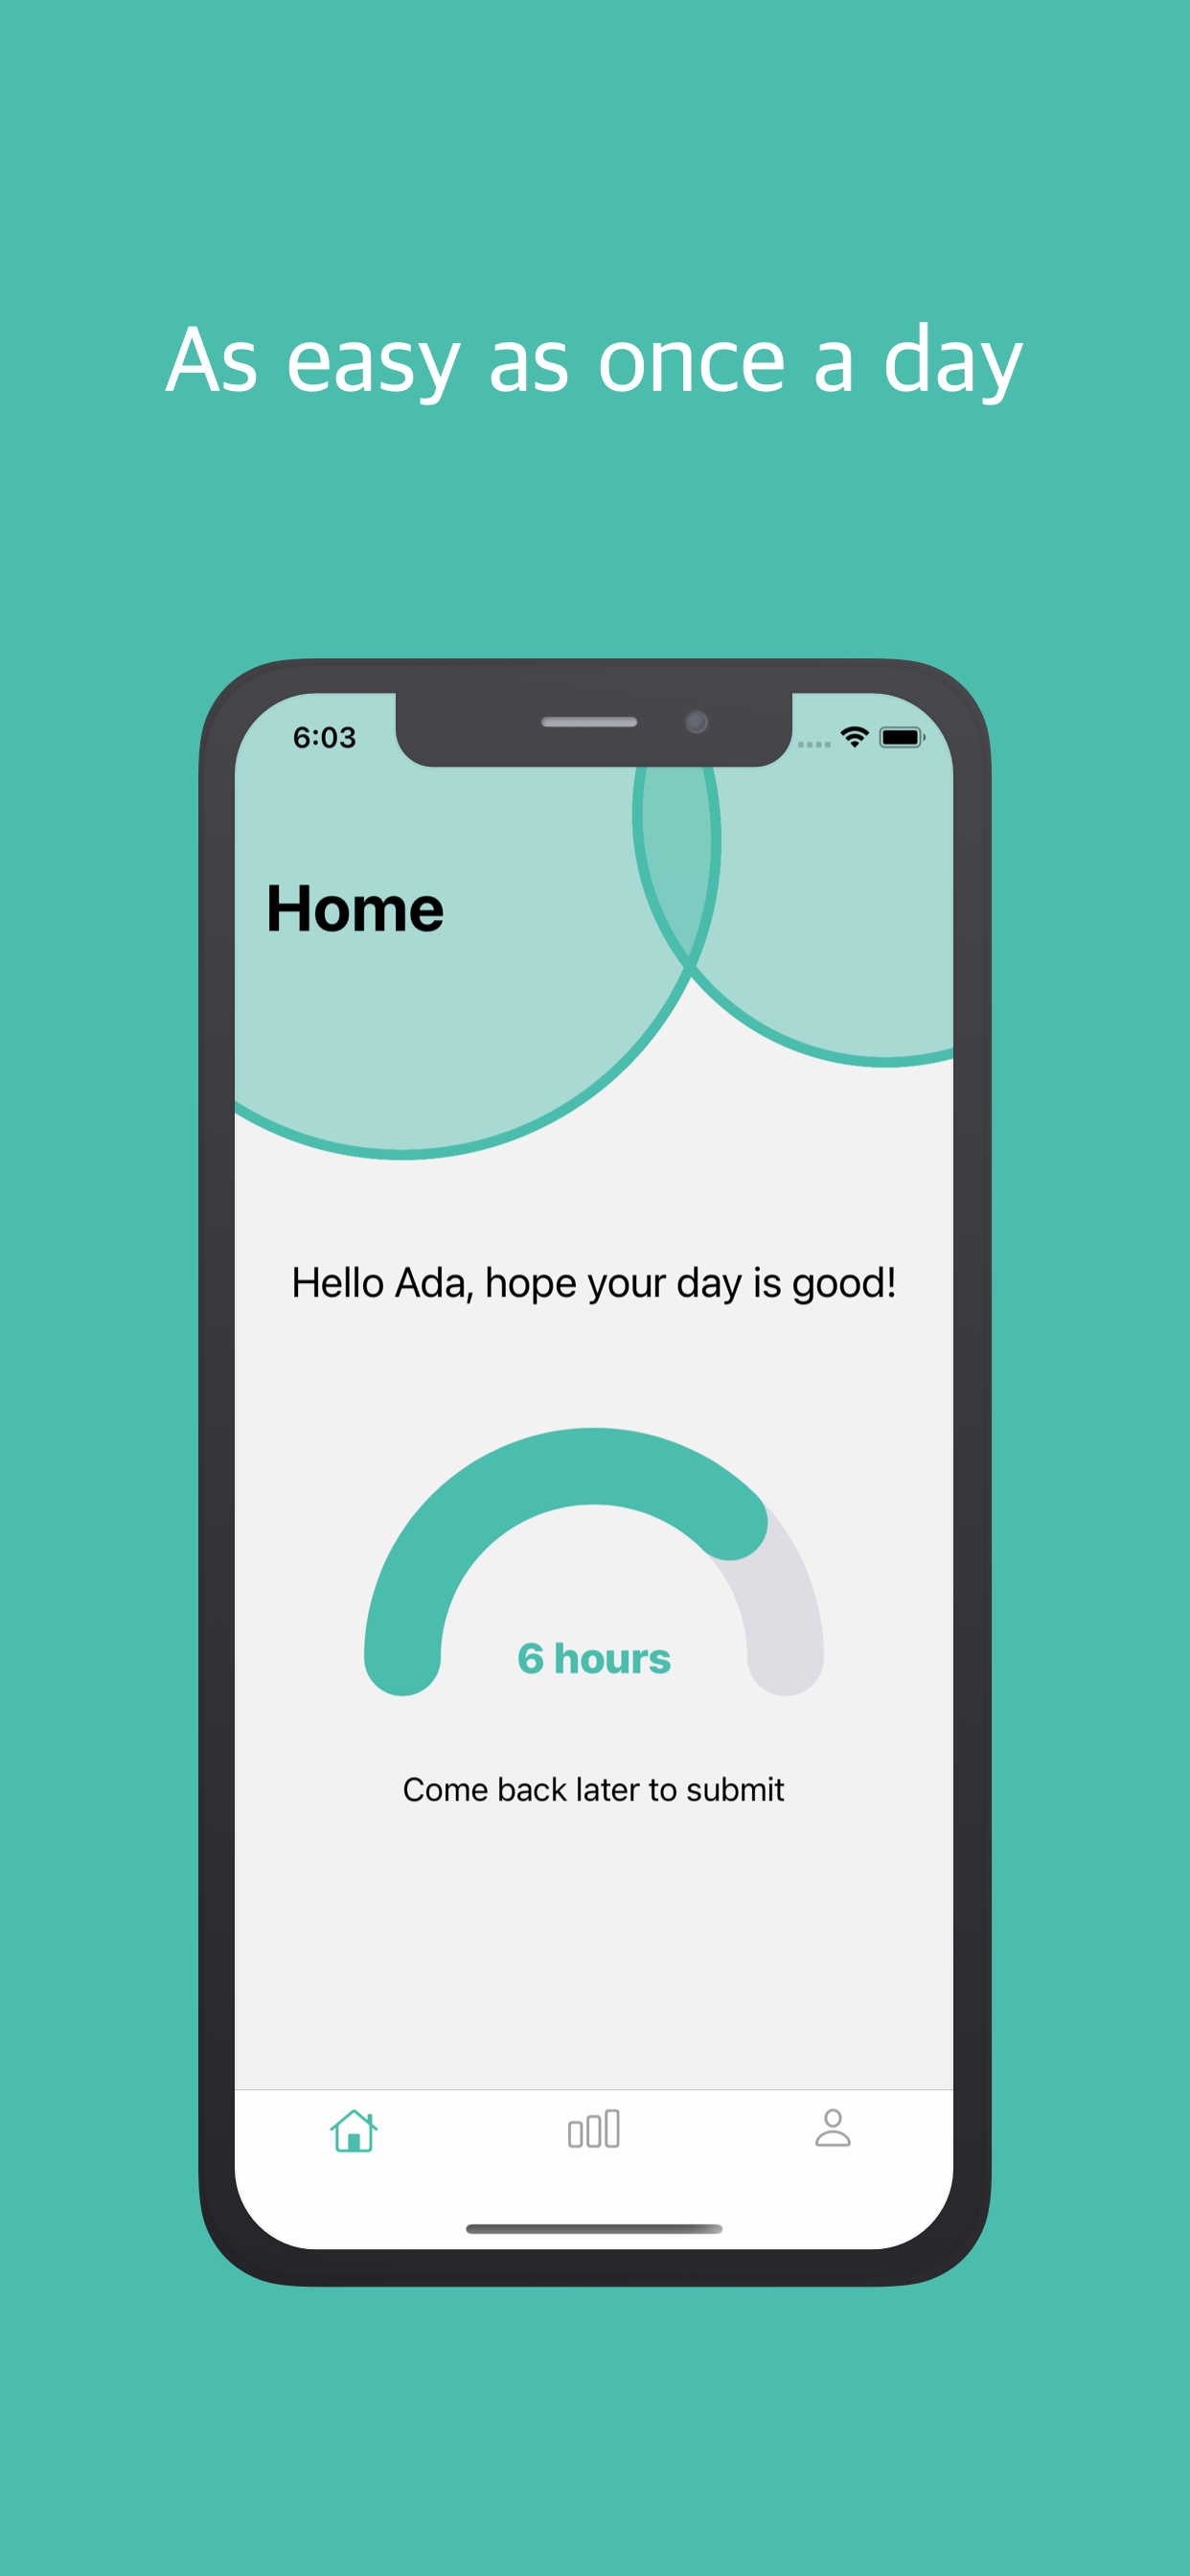 As easy as once a day
6:03
Home
Hello Ada, hope your day is good!
6 hours
Come back later to submit